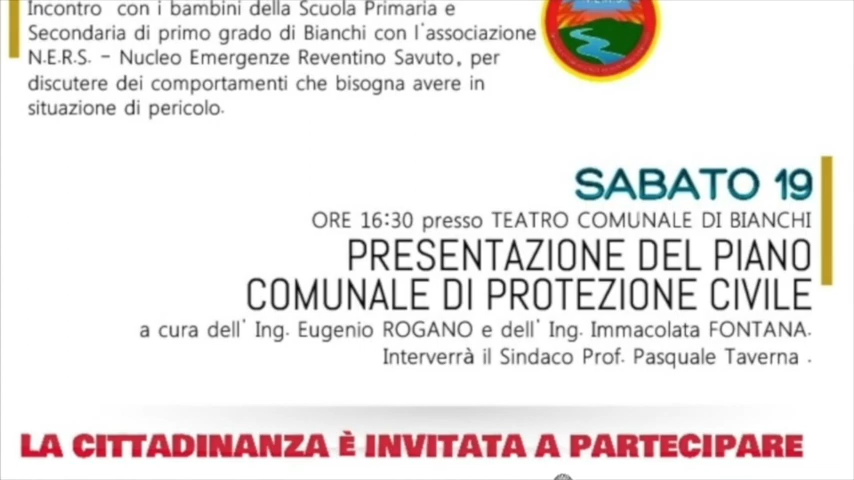 Incontro con i bambini della Scuola Primaria e
Secondaria di primo grado di Bianchi con l'associazione
N.E.R.S. - Nucleo Emergenze Reventino Savuto, per
discutere dei comportamenti che bisogna avere in
situazione di pericolo.
SABATO 19
ORE 16:30 presso TEATRO COMUNALE DI BIANCHI
PRESENTAZIONE DEL PIANO
COMUNALE DI PROTEZIONE CIVILE
a cura dell' Ing. Eugenio ROGANO e dell' Ing. Immacolata FONTANA.
Interverrà il Sindaco Prof. Pasquale Taverna .
LA CITTADINANZA È INVITATA A PARTECIPARE